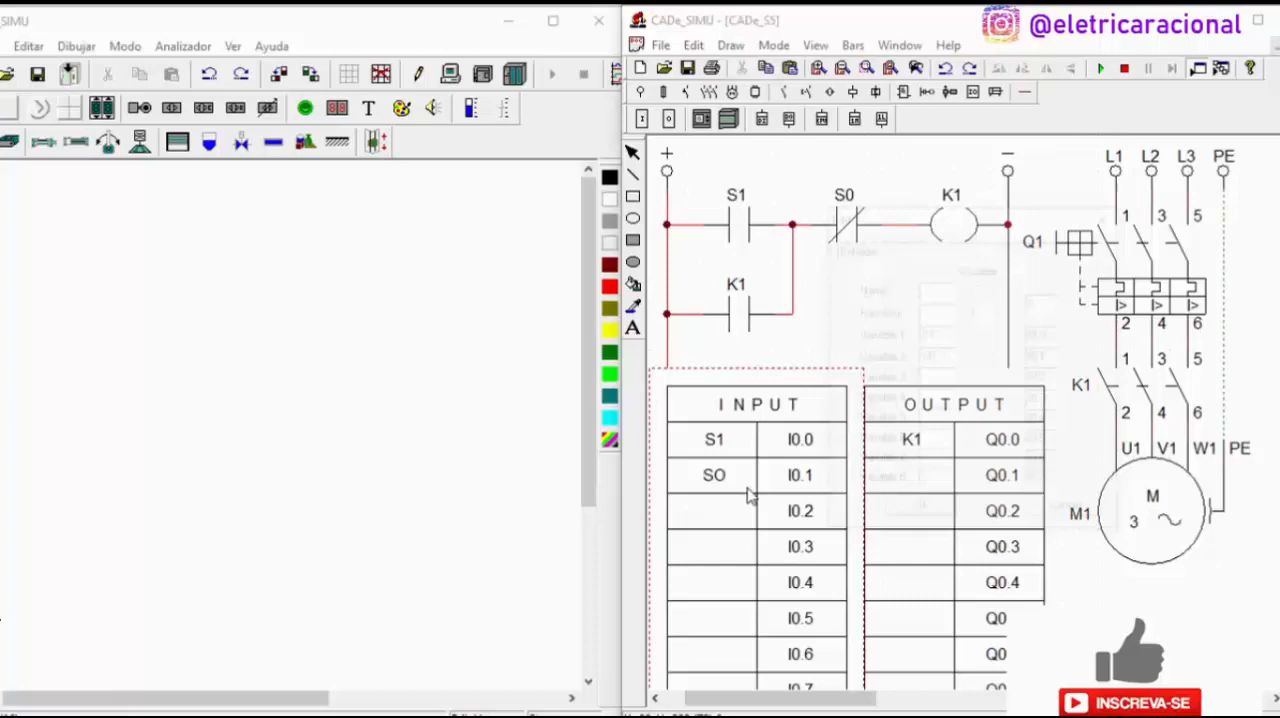 SIMU
CADe_SIMU - [CADe_S5]
@eletricaracional
Editar Dibujar Modo Analizador Ver Ayuda
File Edit Draw Mode View Bars Window Help
+
−
L1 L2 L3 PE
S1 S0 K1
1 3 5
Q1
K1
2 4 6
1 3 5
K1
2 4 6
U1 V1 W1 PE
M
3
M1
INPUT
S1 I0.0
SO I0.1
I0.2
I0.3
I0.4
I0.5
I0.6
I0.7
OUTPUT
K1 Q0.0
Q0.1
Q0.2
Q0.3
Q0.4
Q0
Q0
INSCREVA-SE